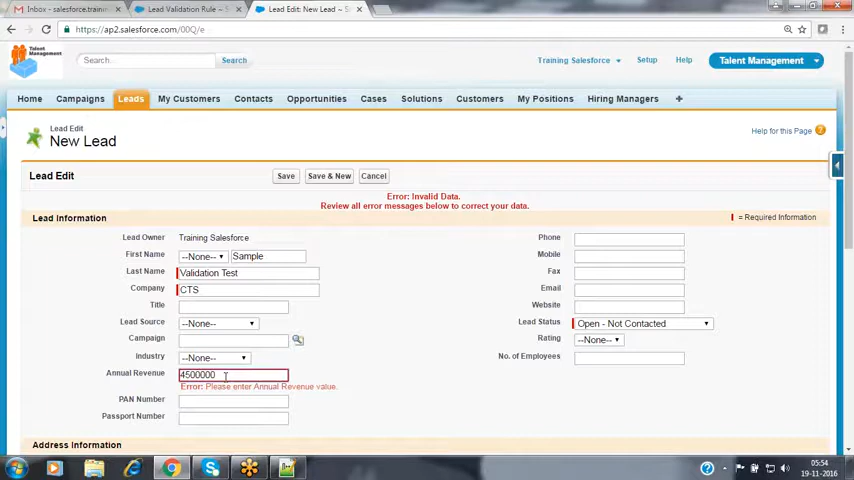 Inbox - salesforce.trainin
Lead Validation Rule ~ S
Lead Edit: New Lead ~ S
https://ap2.salesforce.com/00Q/e
Talent Management
Search...
Search
Training Salesforce
Setup
Help
Talent Management
Home
Campaigns
Leads
My Customers
Contacts
Opportunities
Cases
Solutions
Customers
My Positions
Hiring Managers
+
Lead Edit
New Lead
Help for this Page
Lead Edit
Save
Save & New
Cancel
Error: Invalid Data.
Review all error messages below to correct your data.
Lead Information
= Required Information
Lead Owner Training Salesforce
Phone
First Name --None-- Sample
Mobile
Last Name Validation Test
Fax
Company CTS
Email
Title
Website
Lead Source --None--
Lead Status Open - Not Contacted
Campaign
Rating --None--
Industry --None--
No. of Employees
Annual Revenue 4500000
Error: Please enter Annual Revenue value.
PAN Number
Passport Number
Address Information
05:54
19-11-2016